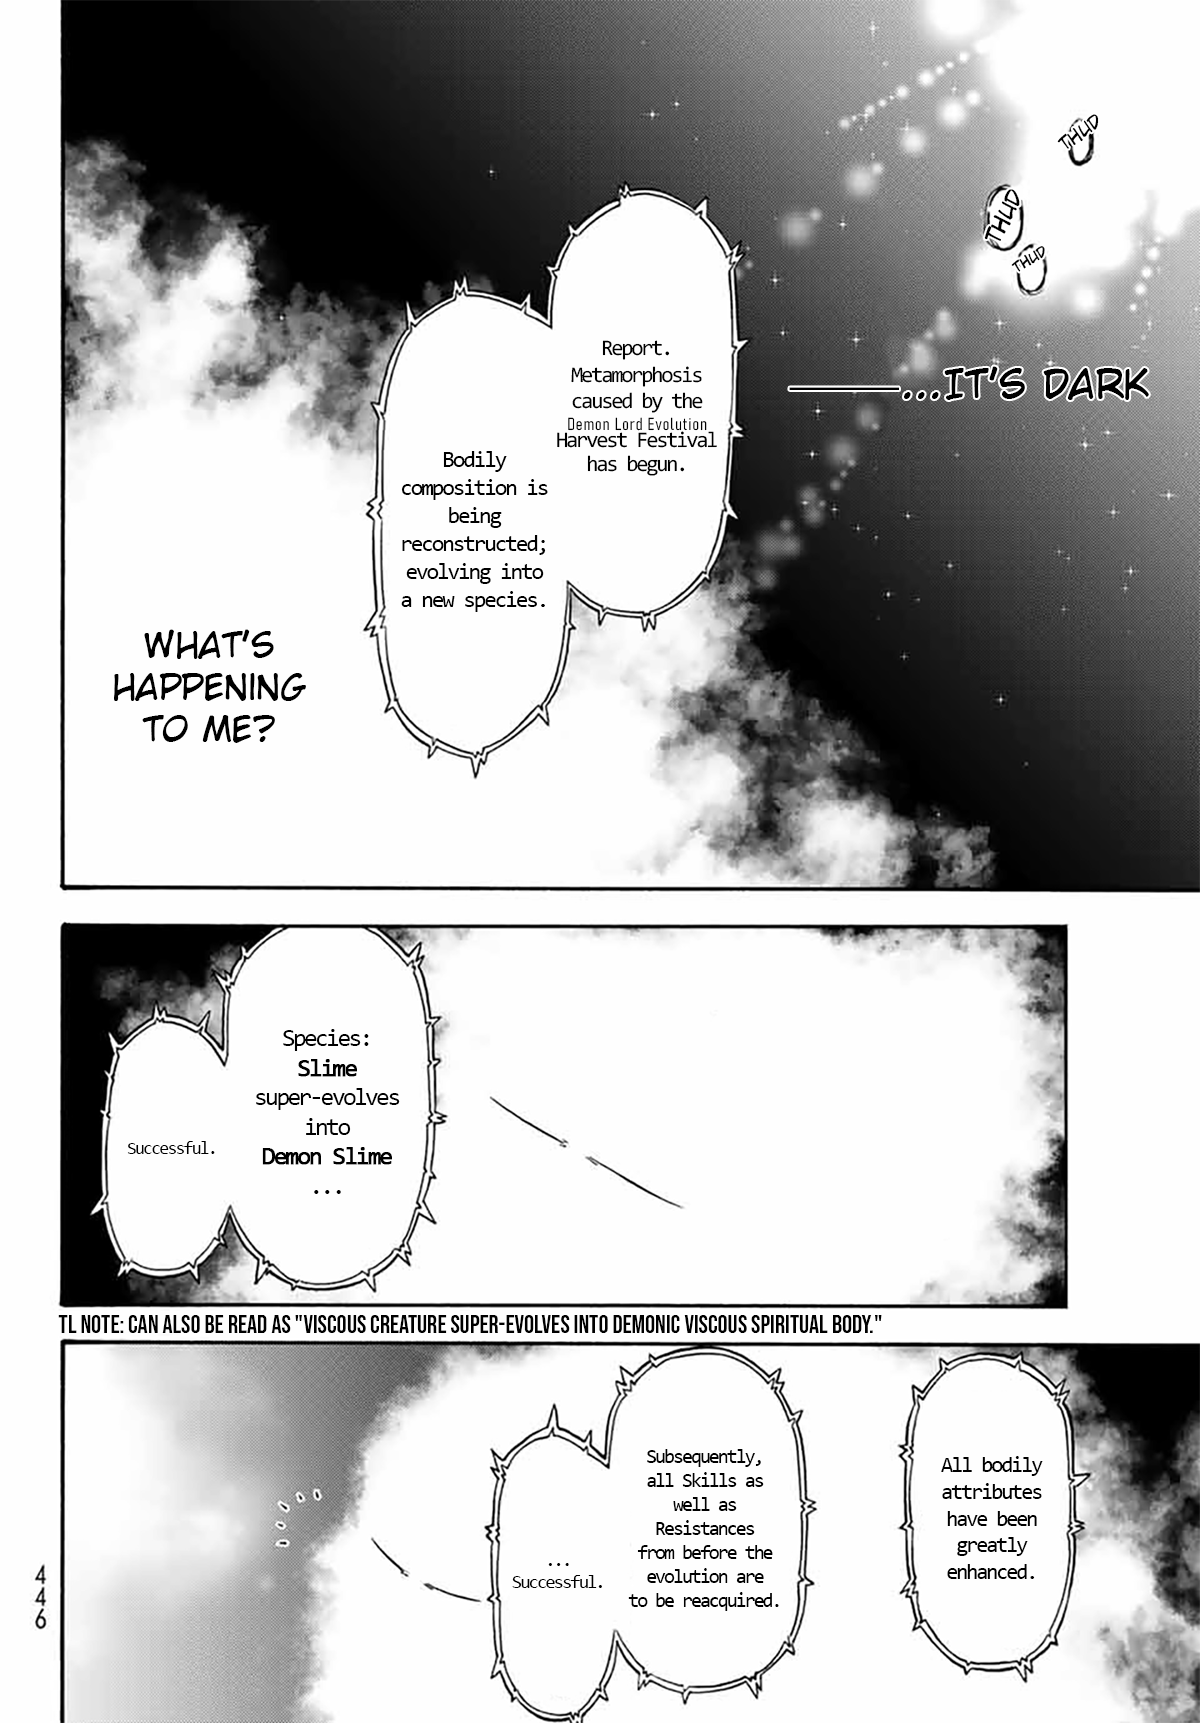 THUD
THUD
THUD
...IT'S DARK
Report.
Metamorphosis
caused by the
Demon Lord Evolution
Harvest Festival
has begun.
Bodily
composition is
being
reconstructed;
evolving into
a new species.
WHAT'S
HAPPENING
TO ME?
Species:
Slime
super-evolves
into
Demon Slime
...
Successful.
TL NOTE: CAN ALSO BE READ AS "VISCOUS CREATURE SUPER-EVOLVES INTO DEMONIC VISCOUS SPIRITUAL BODY."
All bodily
attributes
have been
greatly
enhanced.
Subsequently,
all Skills as
well as
Resistances
from before the
evolution are
to be reacquired.
...
Successful.
446